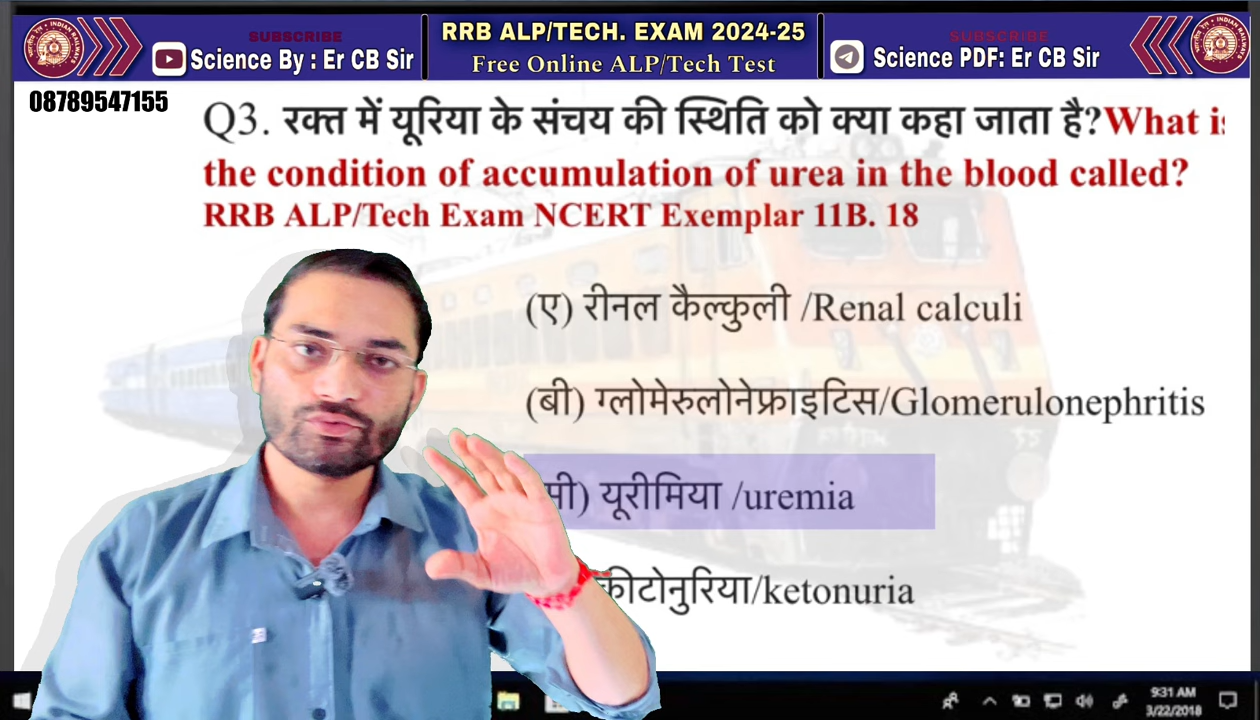 SUBSCRIBE
Science By : Er CB Sir
RRB ALP/TECH. EXAM 2024-25
Free Online ALP/Tech Test
SUBSCRIBE
Science PDF: Er CB Sir
08789547155
Q3. रक्त में यूरिया के संचय की स्थिति को क्या कहा जाता है?What is
the condition of accumulation of urea in the blood called?
RRB ALP/Tech Exam NCERT Exemplar 11B. 18
(ए) रीनल कैल्कुली /Renal calculi
(बी) ग्लोमेरुलोनेफ्राइटिस/Glomerulonephritis
सी) यूरीमिया /uremia
कीटोनुरिया/ketonuria
9:31 AM
3/22/2018